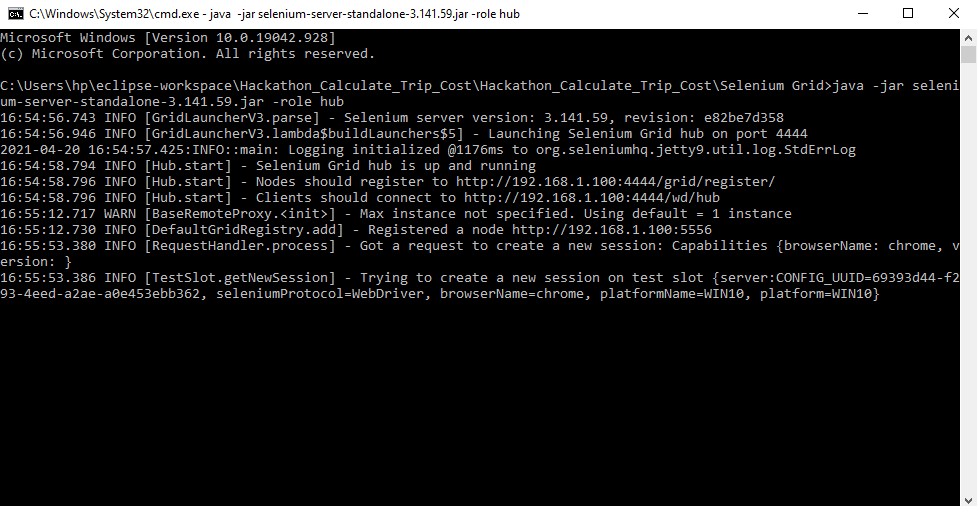 C:\Windows\System32\cmd.exe - java -jar selenium-server-standalone-3.141.59.jar -role hub
Microsoft Windows [Version 10.0.19042.928]
(c) Microsoft Corporation. All rights reserved.
C:\Users\hp\eclipse-workspace\Hackathon_Calculate_Trip_Cost\Hackathon_Calculate_Trip_Cost\Selenium Grid>java -jar seleni
um-server-standalone-3.141.59.jar -role hub
16:54:56.743 INFO [GridLauncherV3.parse] - Selenium server version: 3.141.59, revision: e82be7d358
16:54:56.946 INFO [GridLauncherV3.lambda$buildLaunchers$5] - Launching Selenium Grid hub on port 4444
2021-04-20 16:54:57.425:INFO::main: Logging initialized @1176ms to org.seleniumhq.jetty9.util.log.StdErrLog
16:54:58.794 INFO [Hub.start] - Selenium Grid hub is up and running
16:54:58.796 INFO [Hub.start] - Nodes should register to http://192.168.1.100:4444/grid/register/
16:54:58.796 INFO [Hub.start] - Clients should connect to http://192.168.1.100:4444/wd/hub
16:55:12.717 WARN [BaseRemoteProxy.<init>] - Max instance not specified. Using default = 1 instance
16:55:12.730 INFO [DefaultGridRegistry.add] - Registered a node http://192.168.1.100:5556
16:55:53.380 INFO [RequestHandler.process] - Got a request to create a new session: Capabilities {browserName: chrome, v
ersion: }
16:55:53.386 INFO [TestSlot.getNewSession] - Trying to create a new session on test slot {server:CONFIG_UUID=69393d44-f2
93-4eed-a2ae-a0e453ebb362, seleniumProtocol=WebDriver, browserName=chrome, platformName=WIN10, platform=WIN10}